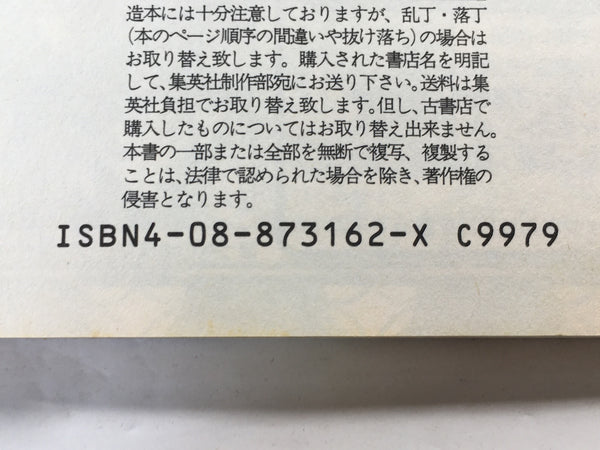 造本には十分注意しておりますが、乱丁・落丁
(本のページ順序の間違いや抜け落ち)の場合は
お取り替え致します。購入された書店名を明記
して、集英社制作部宛にお送り下さい。送料は集
英社負担でお取り替え致します。但し、古書店で
購入したものについてはお取り替え出来ません。
本書の一部または全部を無断で複写、複製する
ことは、法律で認められた場合を除き、著作権の
侵害となります。
ISBN4-08-873162-X C9979